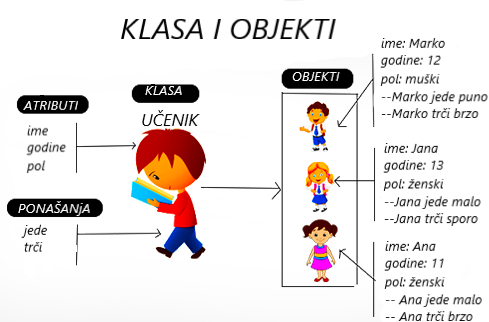 KLASA I OBJEKTI
ATRIBUTI
ime
godine
pol
PONAŠANjA
jede
trči
KLASA
UČENIK
OBJEKTI
ime: Marko
godine: 12
pol: muški
--Marko jede puno
--Marko trči brzo
ime: Jana
godine: 13
pol: ženski
--Jana jede malo
--Jana trči sporo
ime: Ana
godine: 11
pol: ženski
-- Ana jede malo
-- Ana trči brzo